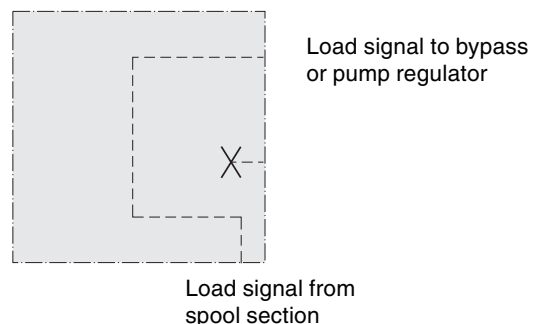 Load signal to bypass
or pump regulator
Load signal from
spool section